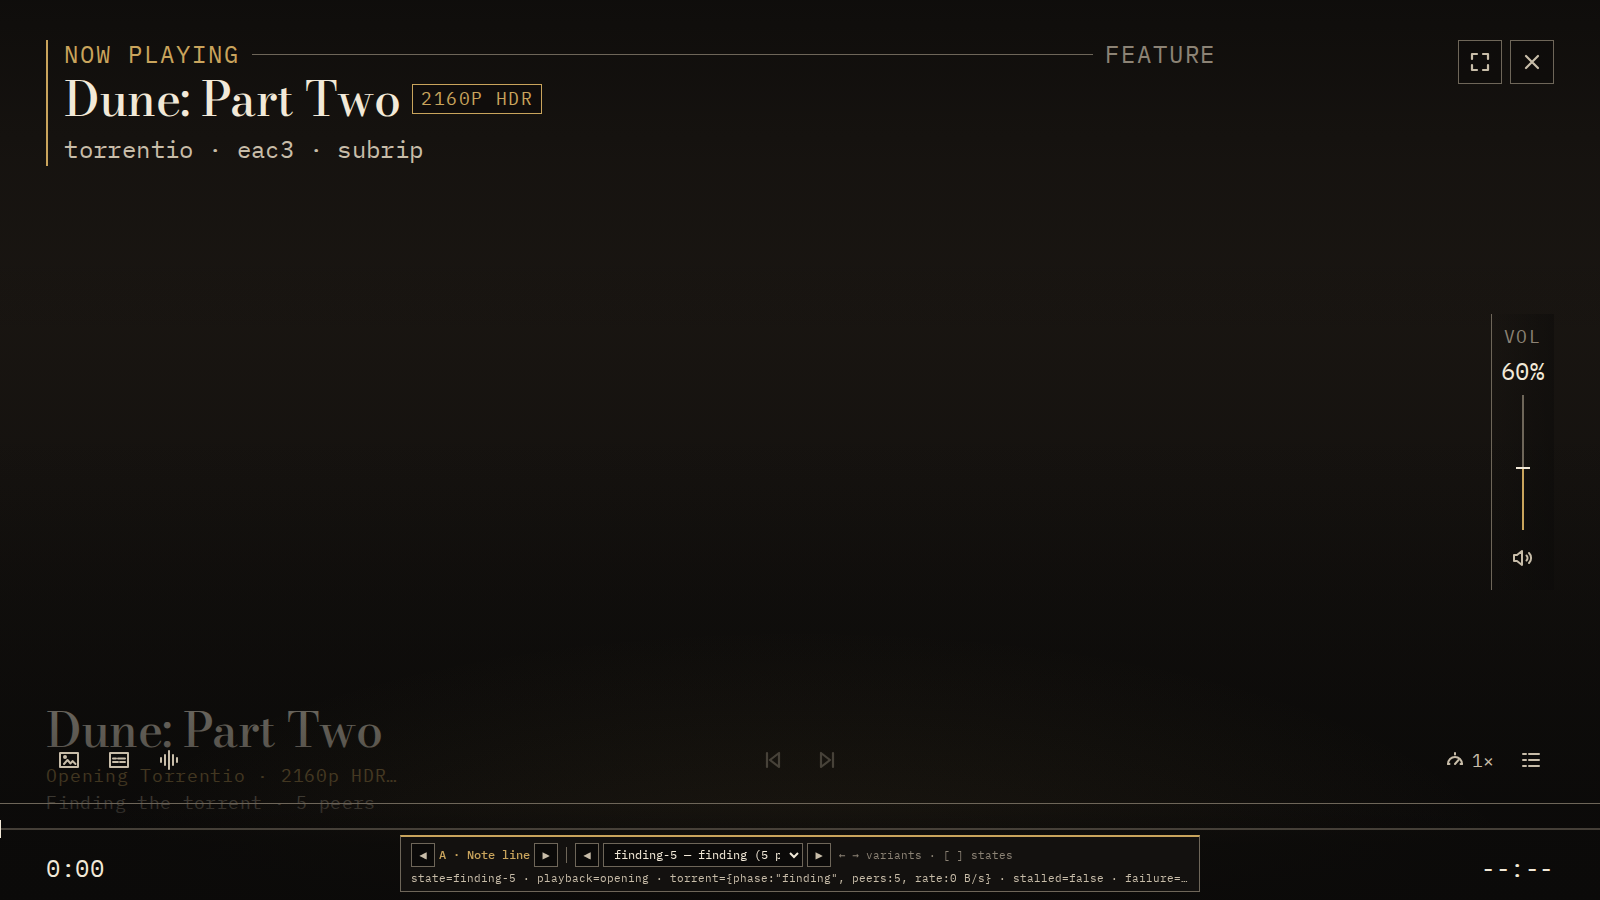 NOW PLAYING
FEATURE
Dune: Part Two
2160P HDR
torrentio · eac3 · subrip
VOL
60%
Dune: Part Two
Opening Torrentio · 2160p HDR…
Finding the torrent · 5 peers
1×
0:00
A · Note line
finding-5 — finding (5 p
← → variants · [ ] states
state=finding-5 · playback=opening · torrent={phase:"finding", peers:5, rate:0 B/s} · stalled=false · failure=…
--:--